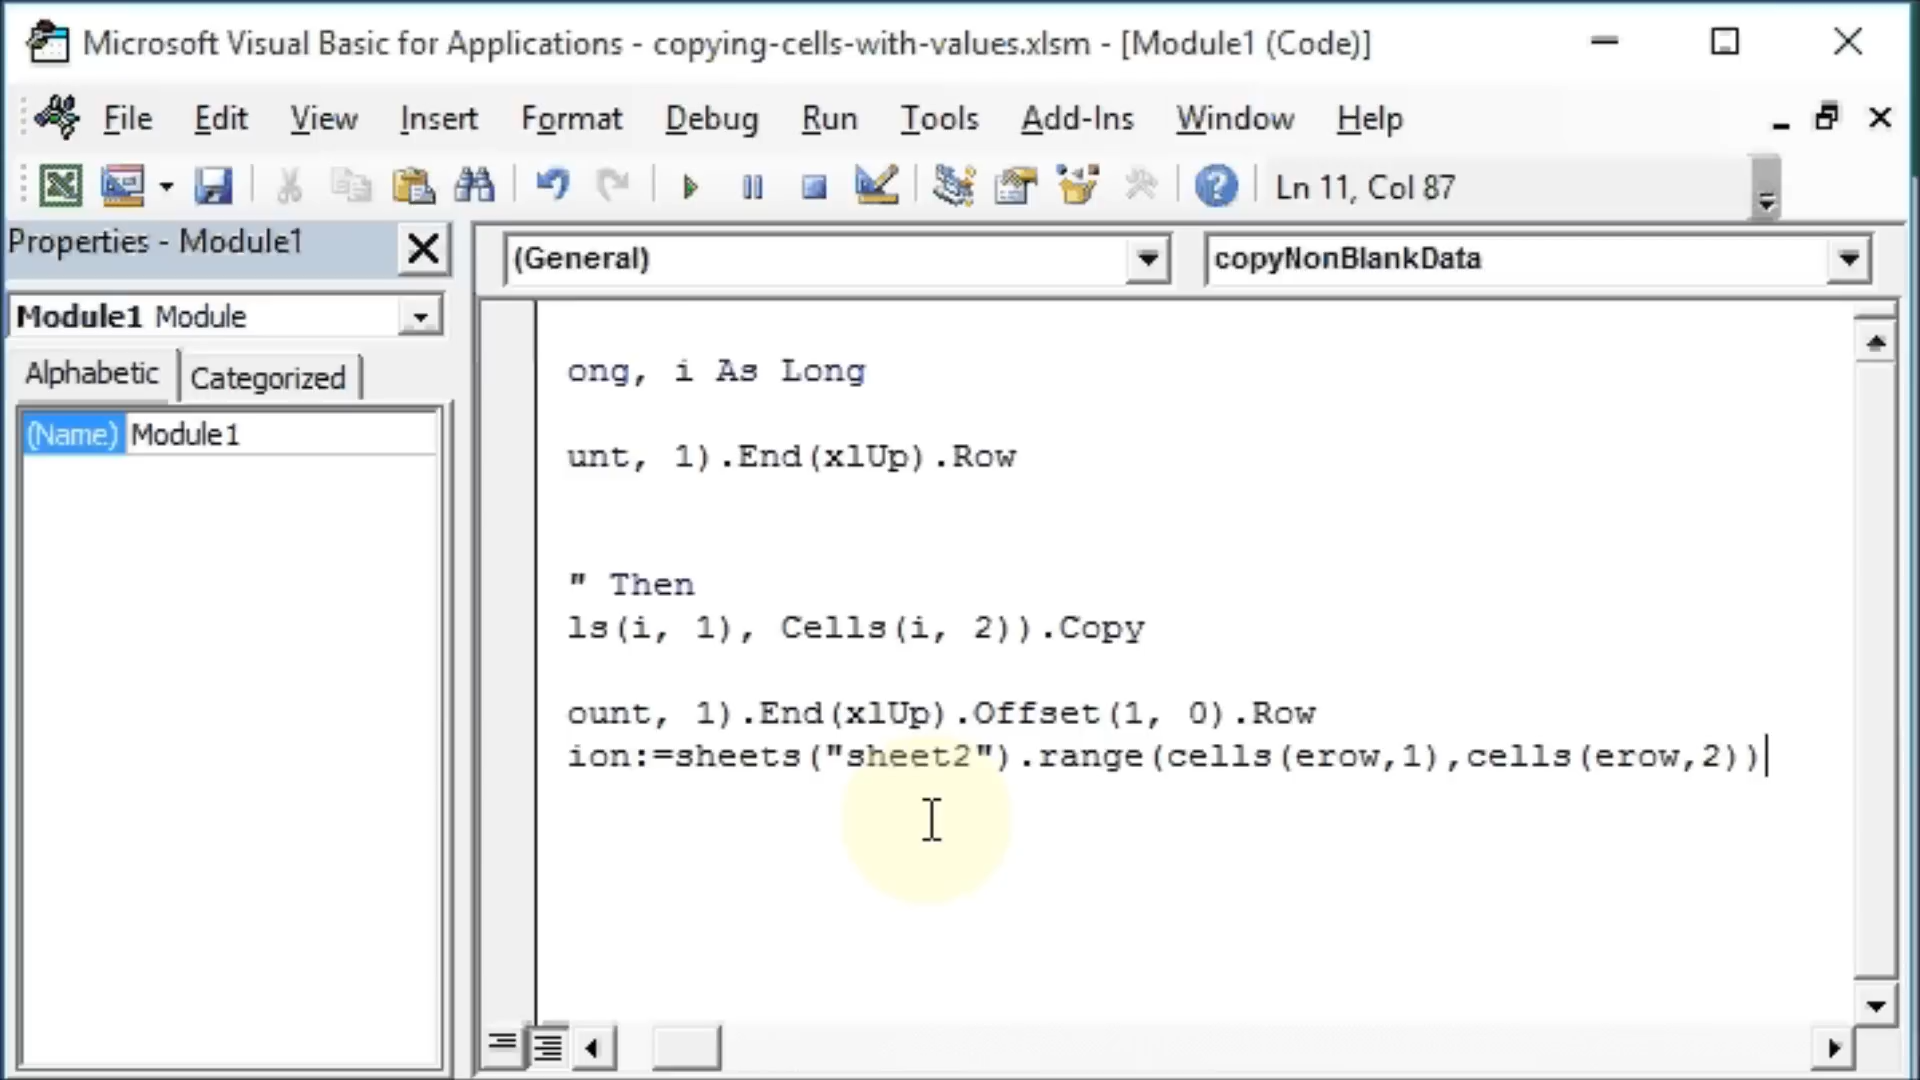 Microsoft Visual Basic for Applications - copying-cells-with-values.xlsm - [Module1 (Code)]
File Edit View Insert Format Debug Run Tools Add-Ins Window Help
Ln 11, Col 87
Properties - Module1
(General)
copyNonBlankData
Module1 Module
Alphabetic Categorized
(Name) Module1
ong, i As Long
unt, 1).End(xlUp).Row
" Then
ls(i, 1), Cells(i, 2)).Copy
ount, 1).End(xlUp).Offset(1, 0).Row
ion:=sheets("sheet2").range(cells(erow,1),cells(erow,2))